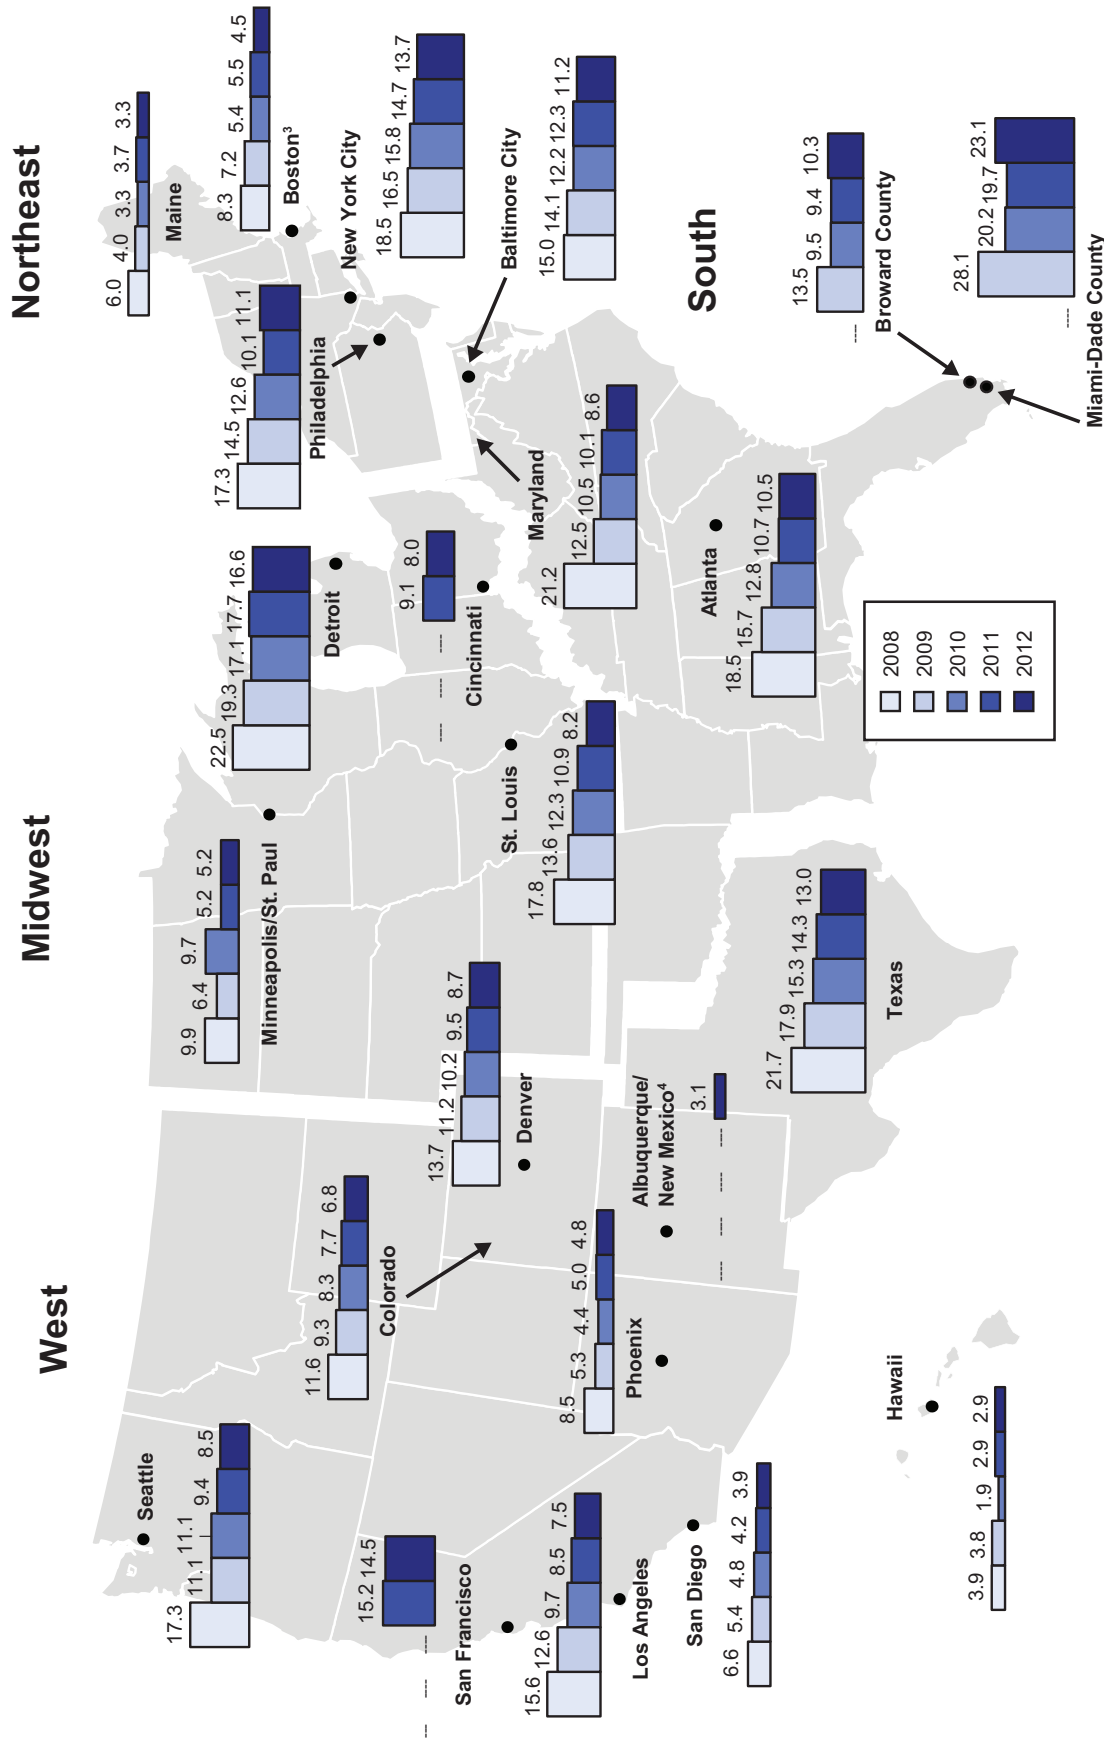 West
Midwest
Northeast
South
Seattle
17.3 11.1 11.1 9.4 8.5
San Francisco
---- ---- ---- 15.2 14.5
Los Angeles
15.6 12.6 9.7 8.5 7.5
San Diego
6.6 5.4 4.8 4.2 3.9
Hawaii
3.9 3.8 1.9 2.9 2.9
Colorado
11.6 9.3 8.3 7.7 6.8
Denver
13.7 11.2 10.2 9.5 8.7
Phoenix
8.5 5.3 4.4 5.0 4.8
Albuquerque/
New Mexico⁴
---- ---- ---- ---- 3.1
Minneapolis/St. Paul
9.9 6.4 9.7 5.2 5.2
Detroit
22.5 19.3 17.1 17.7 16.6
Cincinnati
---- ---- ---- 9.1 8.0
St. Louis
17.8 13.6 12.3 10.9 8.2
Texas
21.7 17.9 15.3 14.3 13.0
Maine
6.0 4.0 3.3 3.7 3.3
Boston³
8.3 7.2 5.4 5.5 4.5
New York City
18.5 16.5 15.8 14.7 13.7
Philadelphia
17.3 14.5 12.6 10.1 11.1
Baltimore City
15.0 14.1 12.2 12.3 11.2
Maryland
21.2 12.5 10.5 10.1 8.6
Atlanta
18.5 15.7 12.8 10.7 10.5
Broward County
---- 13.5 9.5 9.4 10.3
Miami-Dade County
---- 28.1 20.2 19.7 23.1
2008
2009
2010
2011
2012